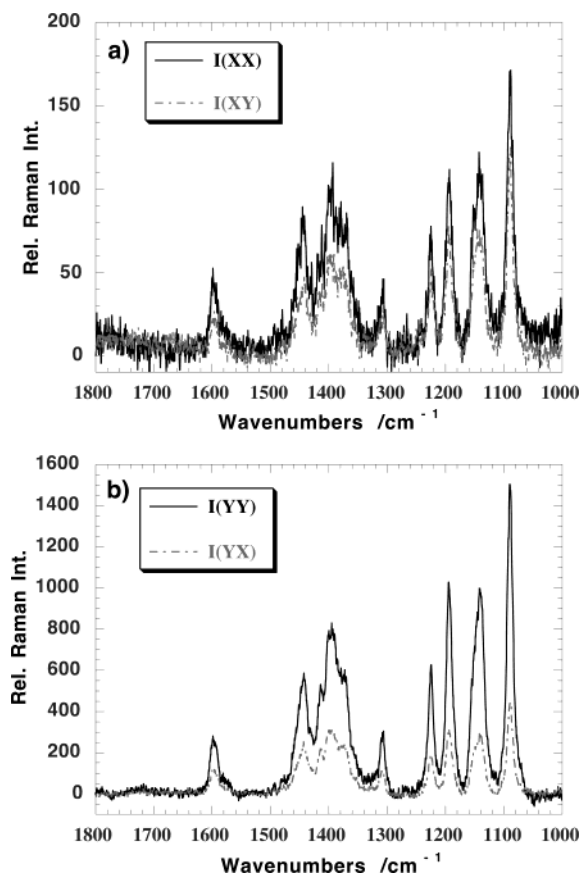 200
a)
I(XX)
150
I(XY)
Rel. Raman Int.
100
50
0
1800 1700 1600 1500 1400 1300 1200 1100 1000
Wavenumbers /cm -1
1600
b)
I(YY)
1400
1200
I(YX)
Rel. Raman Int.
1000
800
600
400
200
0
1800 1700 1600 1500 1400 1300 1200 1100 1000
Wavenumbers /cm -1